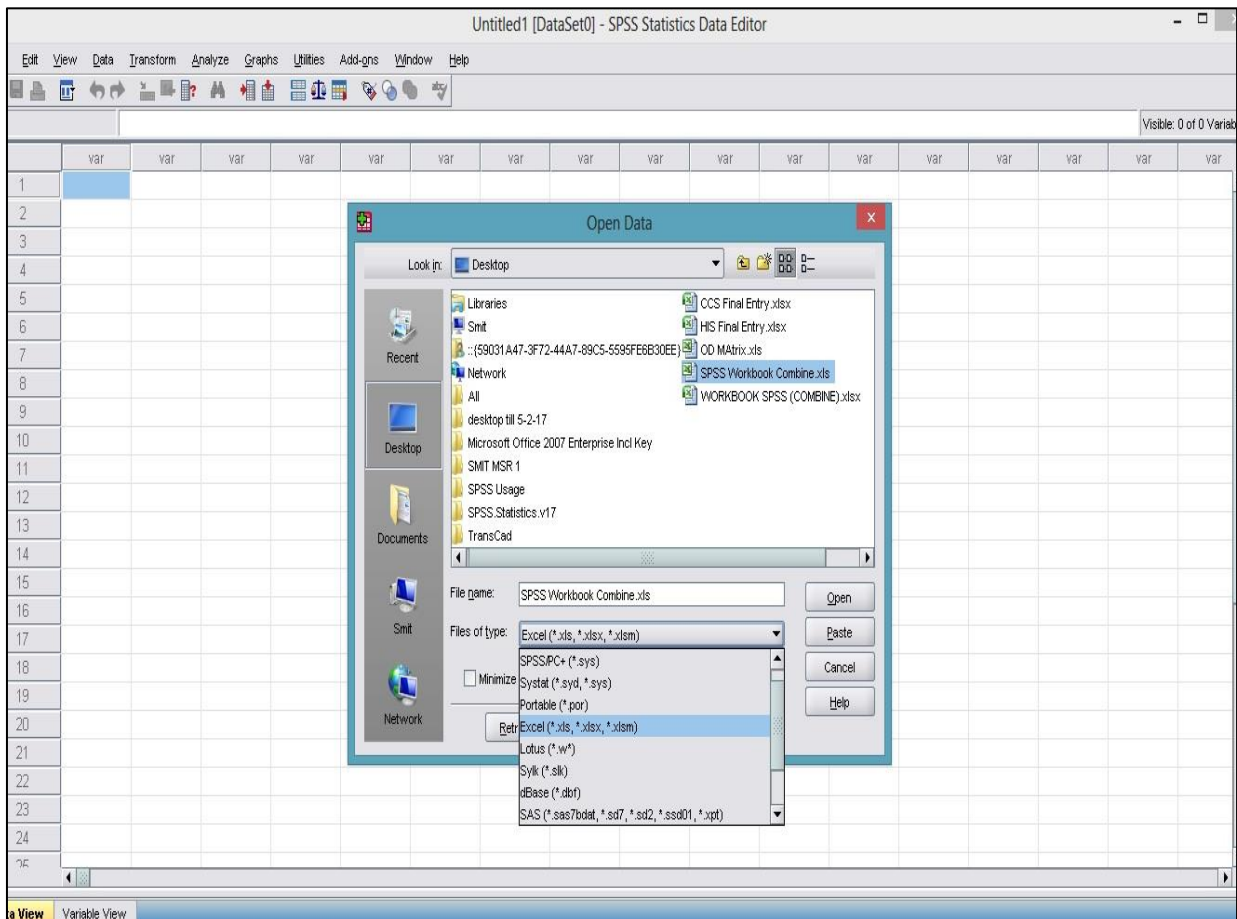 Untitled1 [DataSet0] - SPSS Statistics Data Editor
Edit View Data Transform Analyze Graphs Utilities Add-ons Window Help
Visible: 0 of 0 Variab
var var var var var var var var var var var var var var var var var
1
2
3
4
5
6
7
8
9
10
11
12
13
14
15
16
17
18
19
20
21
22
23
24
25
Open Data
Look in: Desktop
Recent
Desktop
Documents
Smit
Network
Libraries
Smit
::{59031A47-3F72-44A7-89C5-5595FE6B30EE}
Network
All
desktop till 5-2-17
Microsoft Office 2007 Enterprise Incl Key
SMIT MSR 1
SPSS Usage
SPSS.Statistics.v17
TransCad
CCS Final Entry.xlsx
HIS Final Entry.xlsx
OD MAtrix.xls
SPSS Workbook Combine.xls
WORKBOOK SPSS (COMBINE).xlsx
File name: SPSS Workbook Combine.xls
Open
Files of type: Excel (*.xls, *.xlsx, *.xlsm)
Paste
Minimize
Cancel
Help
Retr
SPSS/PC+ (*.sys)
Systat (*.syd, *.sys)
Portable (*.por)
Excel (*.xls, *.xlsx, *.xlsm)
Lotus (*.w*)
Sylk (*.slk)
dBase (*.dbf)
SAS (*.sas7bdat, *.sd7, *.sd2, *.ssd01, *.xpt)
ta View Variable View